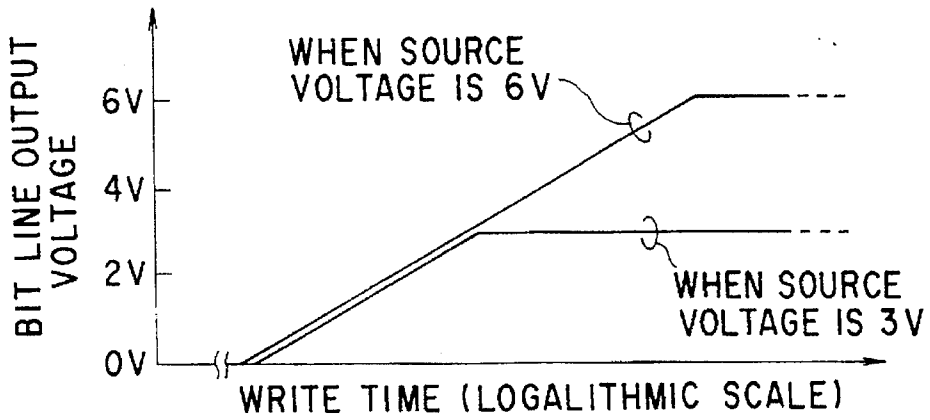 BIT LINE OUTPUT
VOLTAGE
6V
4V
2V
0V
WHEN SOURCE
VOLTAGE IS 6V
WHEN SOURCE
VOLTAGE IS 3V
WRITE TIME (LOGALITHMIC SCALE)